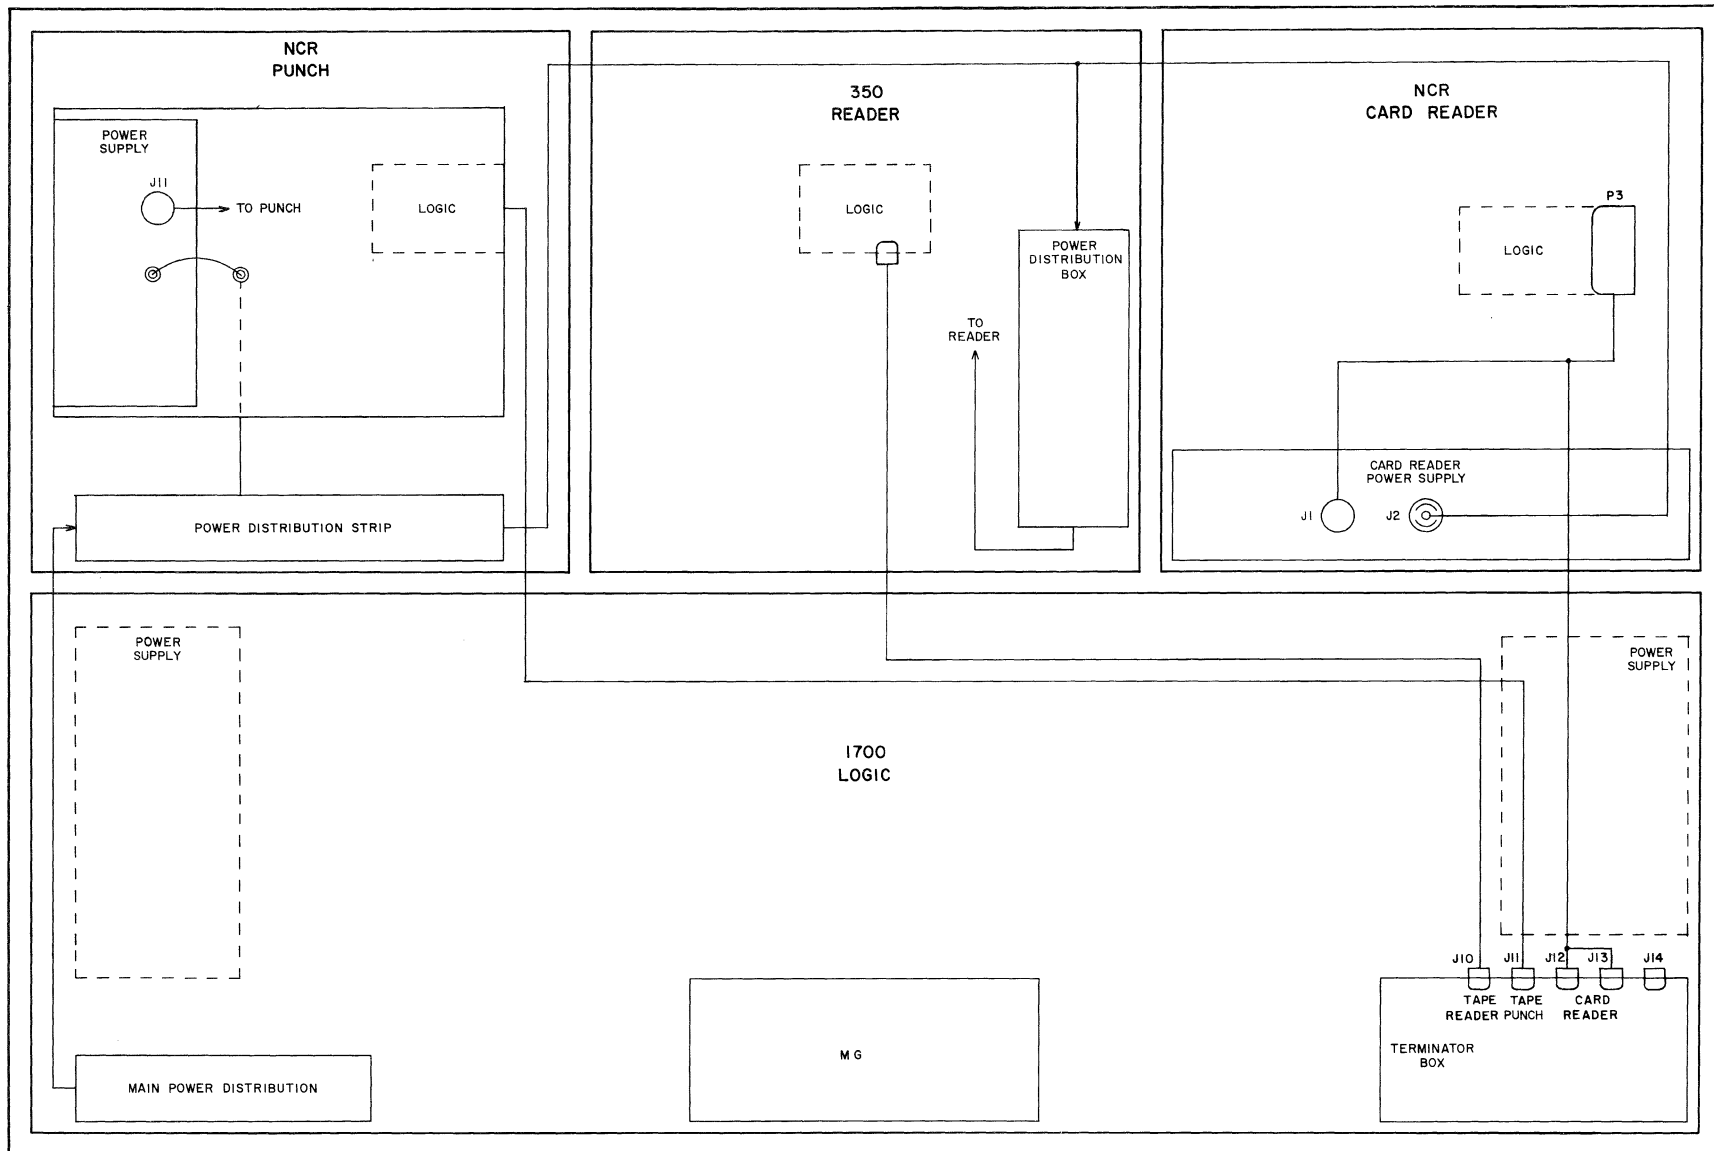 NCR
PUNCH
POWER
SUPPLY
J11
TO PUNCH
LOGIC
POWER DISTRIBUTION STRIP
350
READER
LOGIC
POWER
DISTRIBUTION
BOX
TO
READER
NCR
CARD READER
P3
LOGIC
CARD READER
POWER SUPPLY
J1
J2
POWER
SUPPLY
POWER
SUPPLY
1700
LOGIC
J10 J11 J12 J13 J14
TAPE TAPE CARD
READER PUNCH READER
TERMINATOR
BOX
MG
MAIN POWER DISTRIBUTION